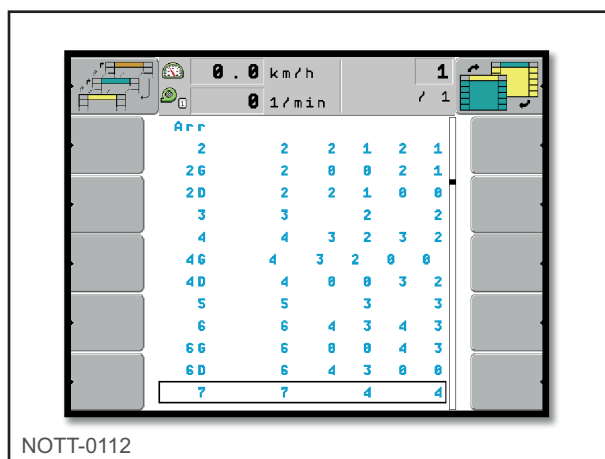 0.0 km/h 1
0 1/min / 1
Arr
2 2 2 1 2 1
2G 2 0 0 2 1
2D 2 2 1 0 0
3 3 2 2
4 4 3 2 3 2
4G 4 3 2 0 0
4D 4 0 0 3 2
5 5 3 3
6 6 4 3 4 3
6G 6 0 0 4 3
6D 6 4 3 0 0
7 7 4 4
NOTT-0112